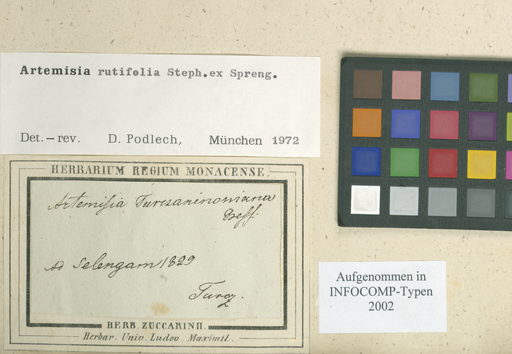 Artemisia rutifolia Steph.ex Spreng.
Det.–rev. D. Podlech, München 1972
HERBARIUM REGIUM MONACENSE.
Artemisia Turczaninowiana
Beſſ.
Ad Selengam 1829
Turcz.
HERB. ZUCCARINII.
Herbar. Univ. Ludov. Maximil.
Aufgenommen in
INFOCOMP-Typen
2002